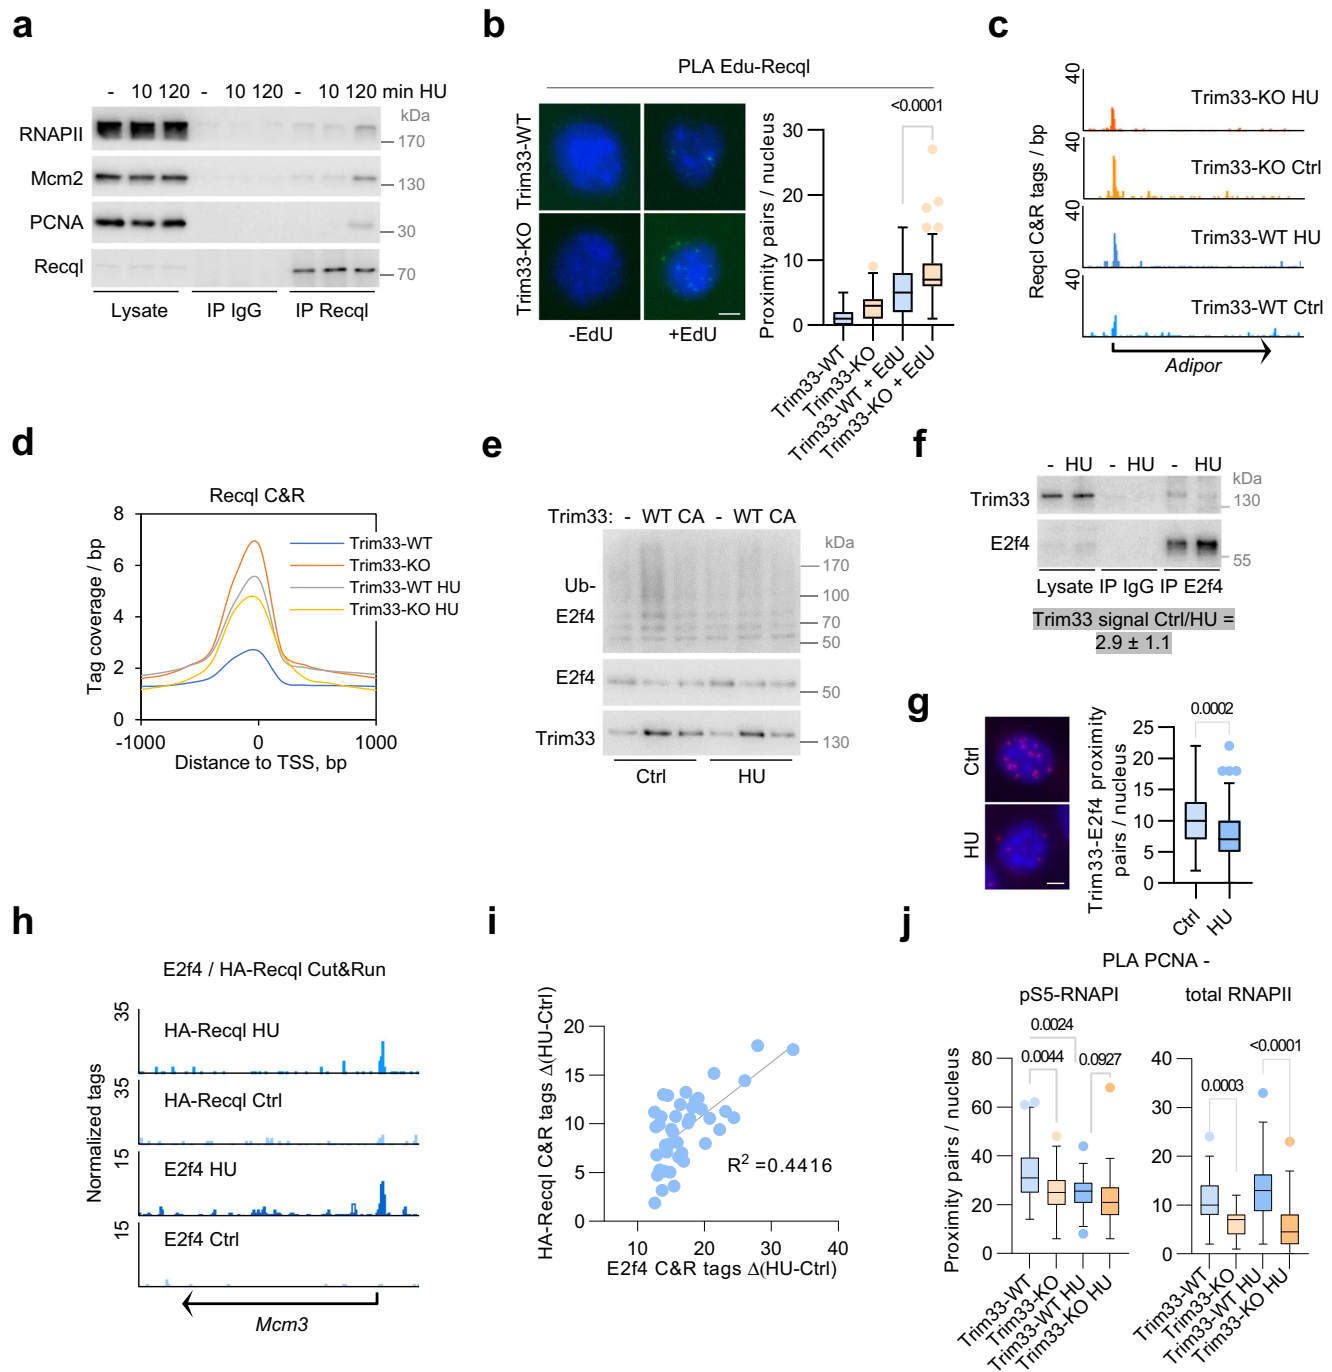 a
- 10 120 - 10 120 - 10 120 min HU
kDa
RNAPII
170
Mcm2
130
PCNA
30
Recql
70
Lysate IP IgG IP Recql
b
PLA Edu-Recql
Trim33-WT
Trim33-KO
-EdU +EdU
Proximity pairs / nucleus
30
20
10
0
<0.0001
Trim33-WT
Trim33-KO
Trim33-WT + EdU
Trim33-KO + EdU
c
Reqcl C&R tags / bp
40
Trim33-KO HU
40
Trim33-KO Ctrl
40
Trim33-WT HU
40
Trim33-WT Ctrl
Adipor
d
Recql C&R
Tag coverage / bp
8
6
4
2
0
Trim33-WT
Trim33-KO
Trim33-WT HU
Trim33-KO HU
-1000 0 1000
Distance to TSS, bp
e
Trim33: - WT CA - WT CA
kDa
170
Ub-
100
E2f4
70
50
E2f4
50
Trim33
130
Ctrl HU
f
- HU - HU - HU
kDa
Trim33
130
E2f4
55
Lysate IP IgG IP E2f4
Trim33 signal Ctrl/HU =
2.9 ± 1.1
g
Ctrl
HU
Trim33-E2f4 proximity
pairs / nucleus
25
20
15
10
5
0
0.0002
Ctrl
HU
h
E2f4 / HA-Recql Cut&Run
Normalized tags
35
HA-Recql HU
35
HA-Recql Ctrl
15
E2f4 HU
15
E2f4 Ctrl
Mcm3
i
HA-Recql C&R tags Δ(HU-Ctrl)
20
15
10
5
0
R2 =0.4416
10 20 30 40
E2f4 C&R tags Δ(HU-Ctrl)
j
PLA PCNA -
pS5-RNAPI total RNAPII
Proximity pairs / nucleus
80
60
40
20
0
0.0024
0.0044 0.0927
Trim33-WT
Trim33-KO
Trim33-WT HU
Trim33-KO HU
40
30
20
10
0
<0.0001
0.0003
Trim33-WT
Trim33-KO
Trim33-WT HU
Trim33-KO HU